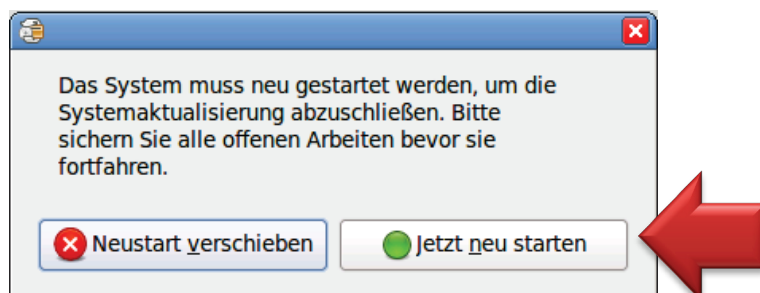 Das System muss neu gestartet werden, um die
Systemaktualisierung abzuschließen. Bitte
sichern Sie alle offenen Arbeiten bevor sie
fortfahren.
Neustart verschieben
Jetzt neu starten